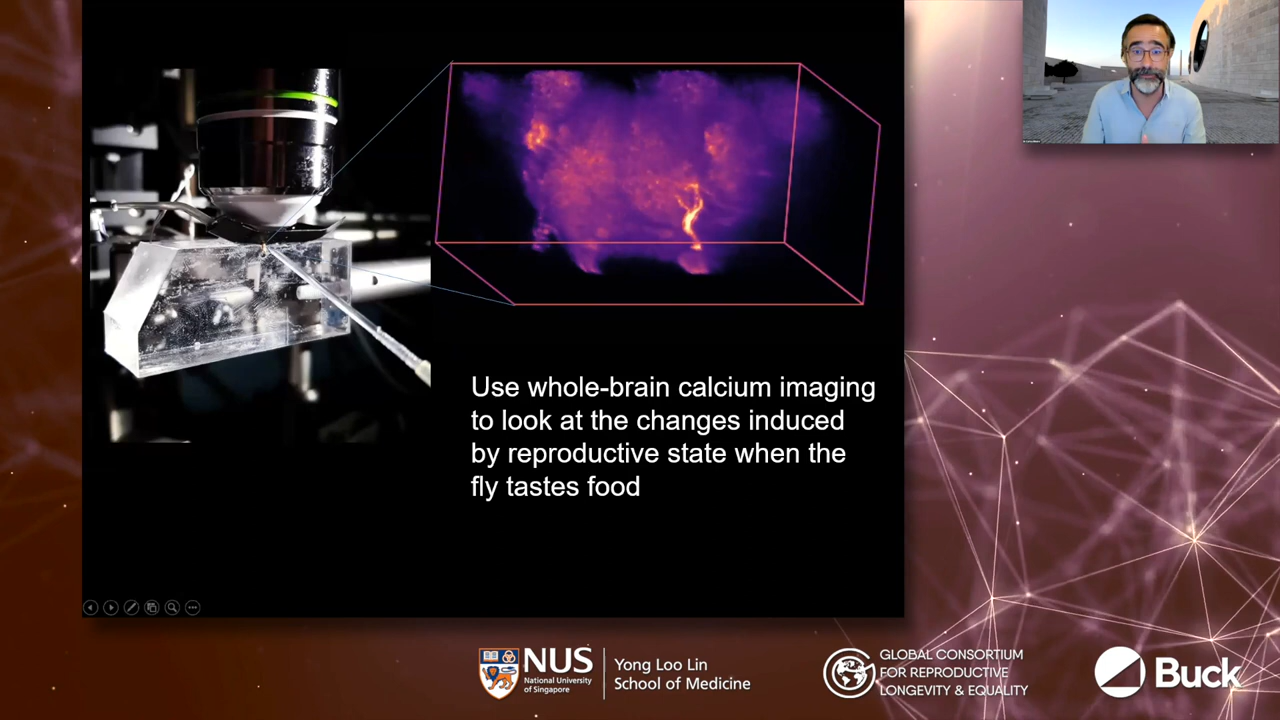 Use whole-brain calcium imaging
to look at the changes induced
by reproductive state when the
fly tastes food
NUS
National University
of Singapore
Yong Loo Lin
School of Medicine
GLOBAL CONSORTIUM
FOR REPRODUCTIVE
LONGEVITY & EQUALITY
Buck